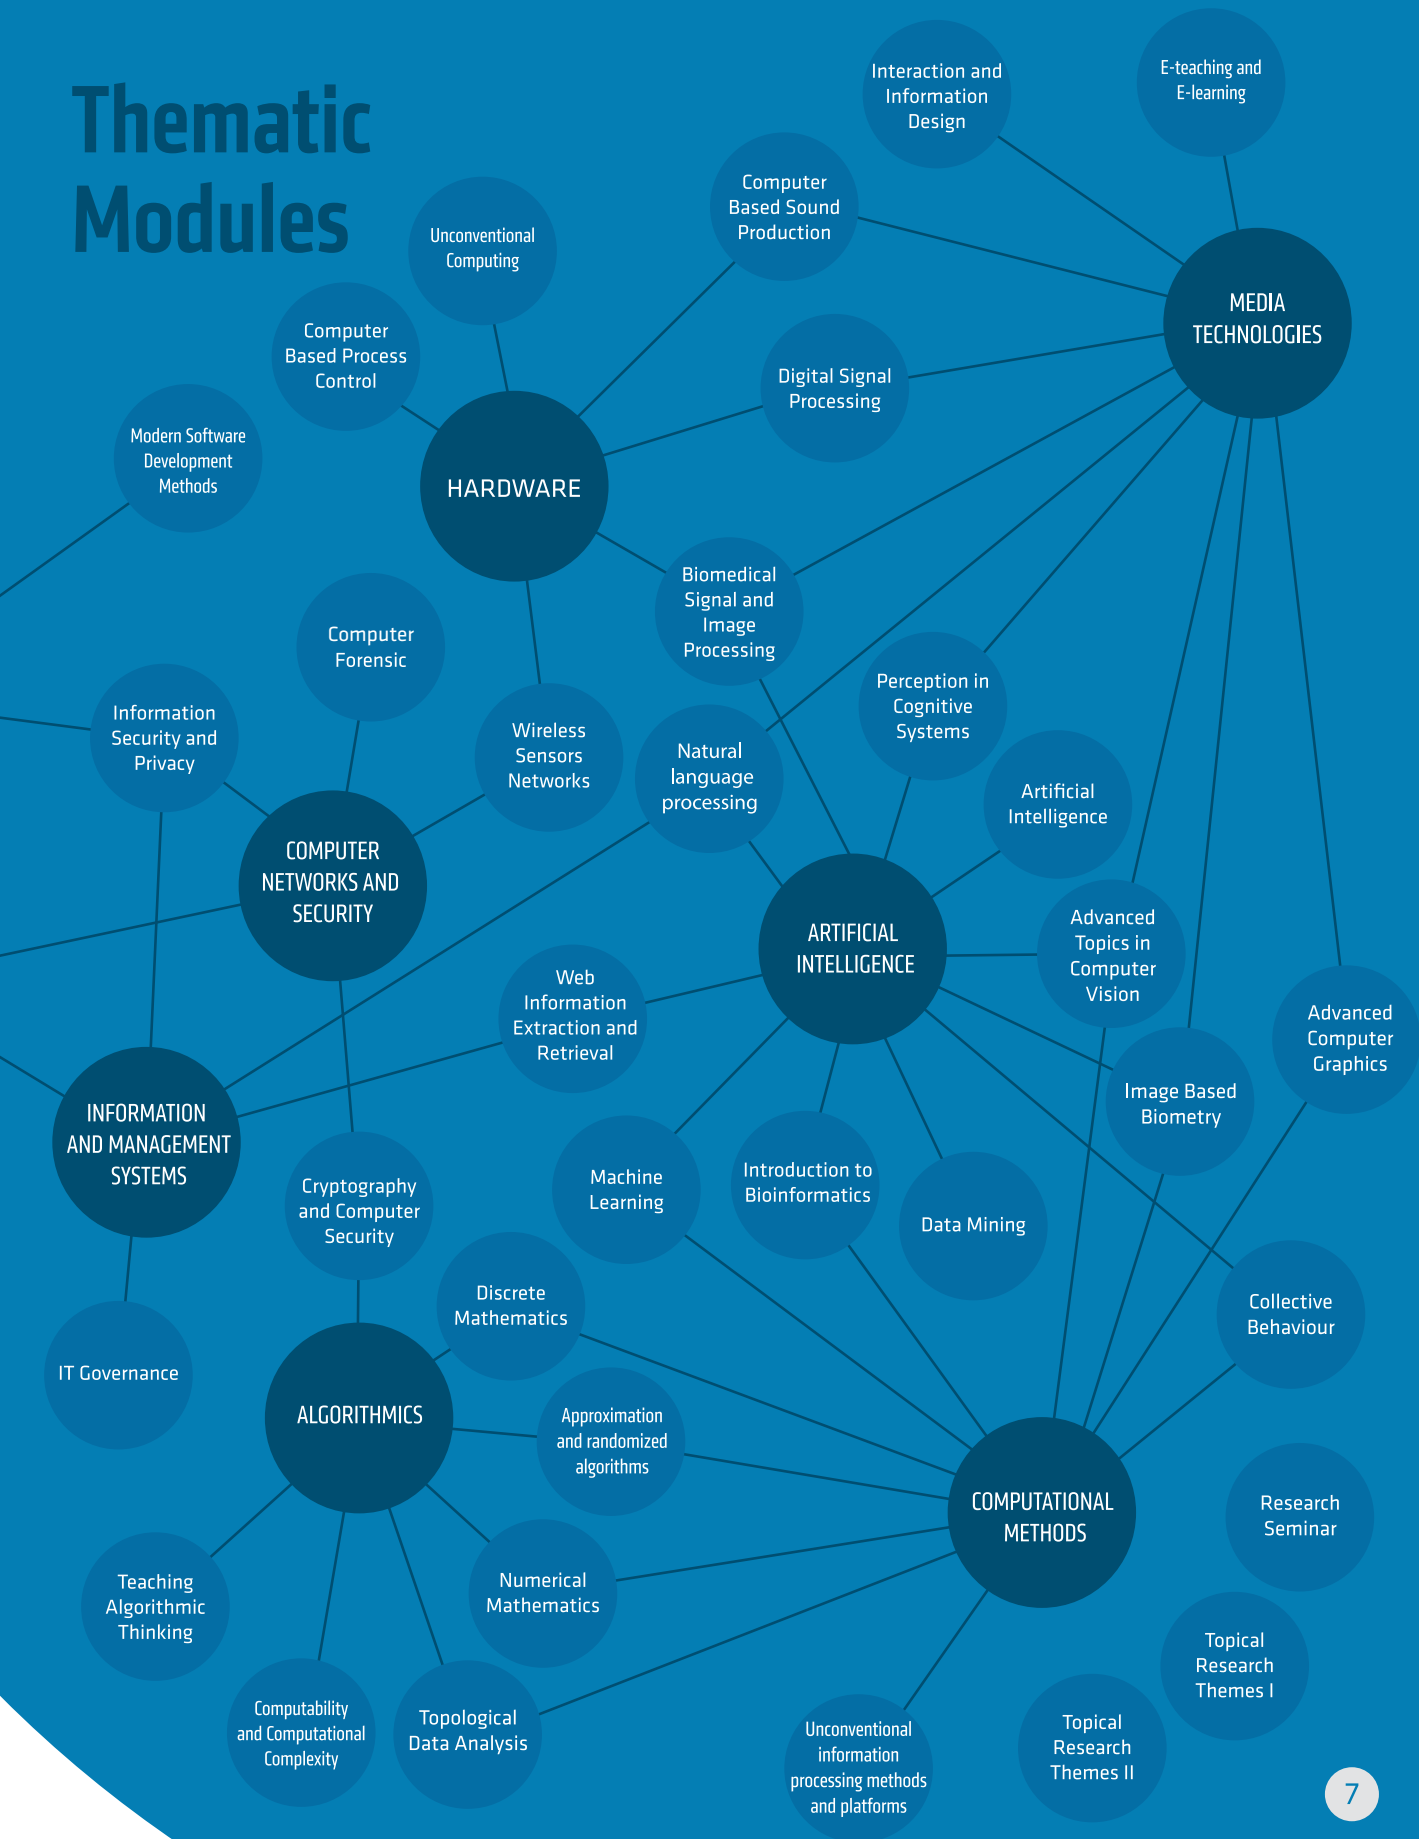 Thematic
Modules
Interaction and
Information
Design
E-teaching and
E-learning
Computer
Based Sound
Production
Unconventional
Computing
MEDIA
TECHNOLOGIES
Computer
Based Process
Control
Digital Signal
Processing
Modern Software
Development
Methods
HARDWARE
Biomedical
Signal and
Image
Processing
Computer
Forensic
Perception in
Cognitive
Systems
Information
Security and
Privacy
Wireless
Sensors
Networks
Natural
language
processing
Artificial
Intelligence
COMPUTER
NETWORKS AND
SECURITY
ARTIFICIAL
INTELLIGENCE
Advanced
Topics in
Computer
Vision
Web
Information
Extraction and
Retrieval
Advanced
Computer
Graphics
Image Based
Biometry
INFORMATION
AND MANAGEMENT
SYSTEMS
Cryptography
and Computer
Security
Machine
Learning
Introduction to
Bioinformatics
Data Mining
Discrete
Mathematics
Collective
Behaviour
IT Governance
ALGORITHMICS
Approximation
and randomized
algorithms
COMPUTATIONAL
METHODS
Research
Seminar
Teaching
Algorithmic
Thinking
Numerical
Mathematics
Topical
Research
Themes I
Computability
and Computational
Complexity
Topological
Data Analysis
Unconventional
information
processing methods
and platforms
Topical
Research
Themes II
7